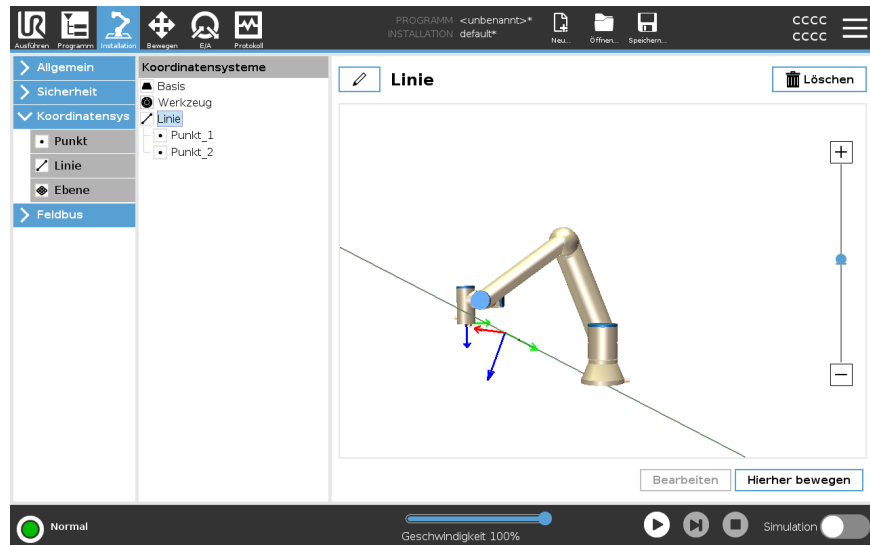 UR
Ausführen Programm Installation Bewegen E/A Protokoll
PROGRAMM <unbenannt>*
INSTALLATION default*
Neu... Öffnen... Speichern...
cccc
cccc
Allgemein
Sicherheit
Koordinatensys
Punkt
Linie
Ebene
Feldbus
Koordinatensysteme
Basis
Werkzeug
Linie
Punkt_1
Punkt_2
Linie
Löschen
+
−
Bearbeiten
Hierher bewegen
Normal
Geschwindigkeit 100%
Simulation